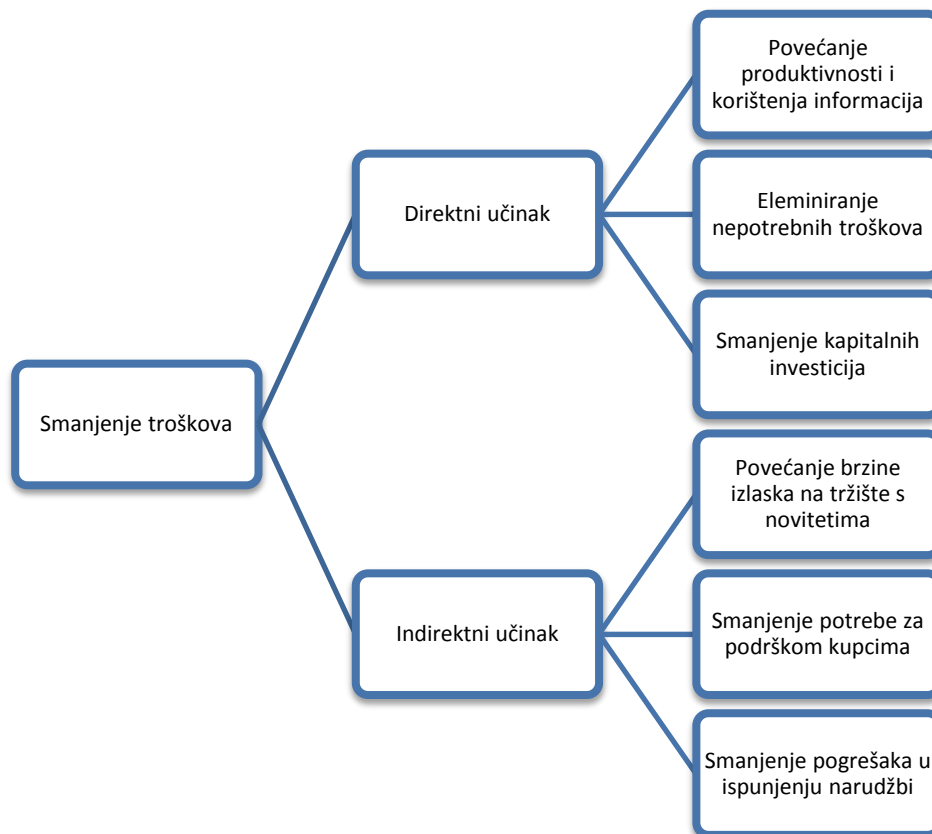 Smanjenje troškova
Direktni učinak
Povećanje
produktivnosti i
korištenja informacija
Eleminiranje
nepotrebnih troškova
Smanjenje kapitalnih
investicija
Indirektni učinak
Povećanje brzine
izlaska na tržište s
novitetima
Smanjenje potrebe za
podrškom kupcima
Smanjenje pogrešaka u
ispunjenju narudžbi